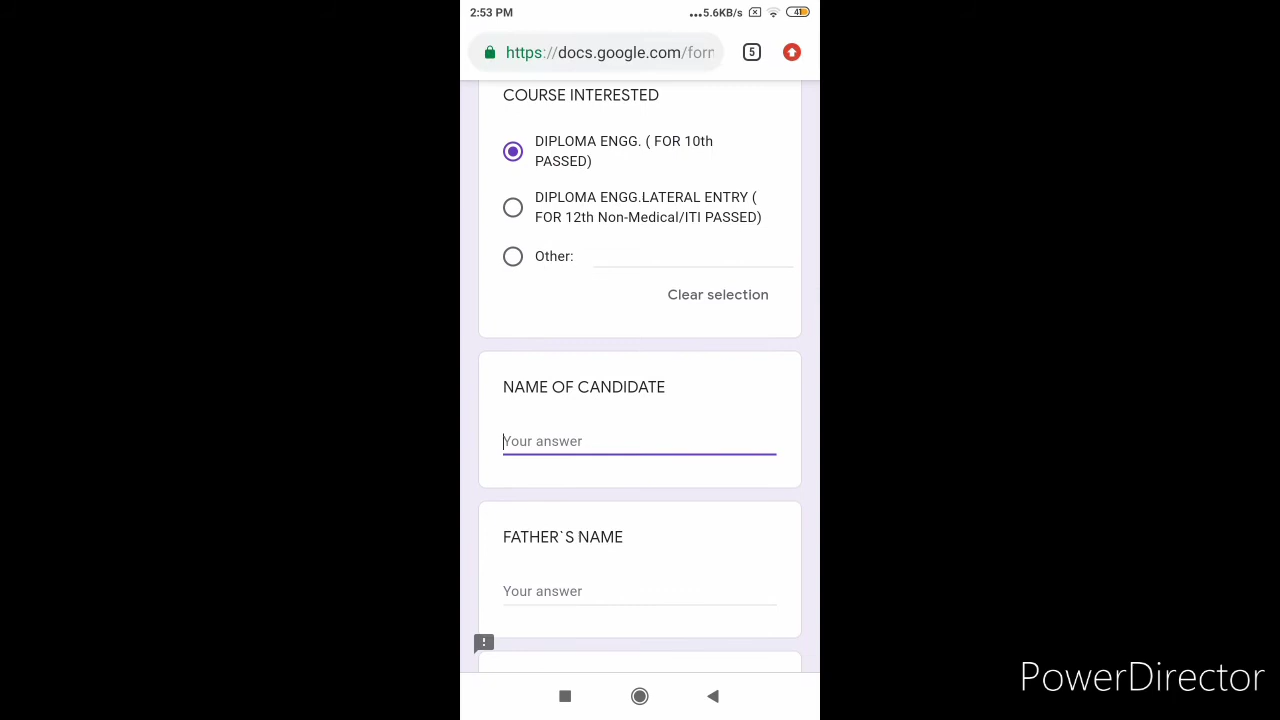 2:53 PM
...5.6KB/s
41
https://docs.google.com/forr
5
COURSE INTERESTED
DIPLOMA ENGG. ( FOR 10th
PASSED)
DIPLOMA ENGG.LATERAL ENTRY (
FOR 12th Non-Medical/ITI PASSED)
Other:
Clear selection
NAME OF CANDIDATE
Your answer
FATHER`S NAME
Your answer
PowerDirector